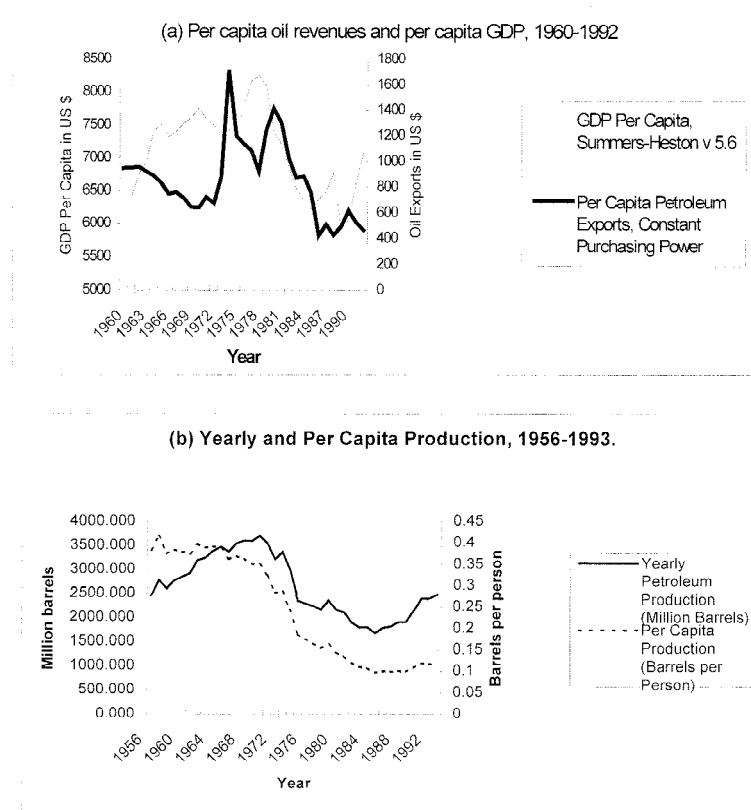 (a) Per capita oil revenues and per capita GDP, 1960-1992
GDP Per Capita in US $
8500
8000
7500
7000
6500
6000
5500
5000
1800
1600
1400
1200
1000
800
600
400
200
0
Oil Exports in US $
1960
1963
1966
1969
1972
1975
1978
1981
1984
1987
1990
Year
GDP Per Capita,
Summers-Heston v 5.6
Per Capita Petroleum
Exports, Constant
Purchasing Power
(b) Yearly and Per Capita Production, 1956-1993.
Million barrels
4000.000
3500.000
3000.000
2500.000
2000.000
1500.000
1000.000
500.000
0.000
0.45
0.4
0.35
0.3
0.25
0.2
0.15
0.1
0.05
0
Barrels per person
1956
1960
1964
1968
1972
1976
1980
1984
1988
1992
Year
Yearly
Petroleum
Production
(Million Barrels)
Per Capita
Production
(Barrels per
Person)